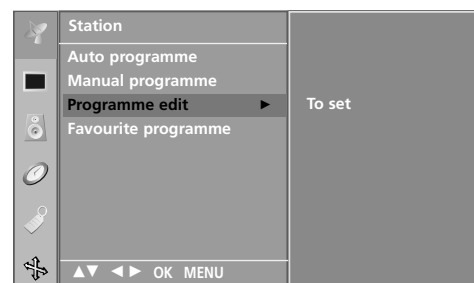 Station
Auto programme
Manual programme
Programme edit ► To set
Favourite programme
▲▼ ◄► OK MENU